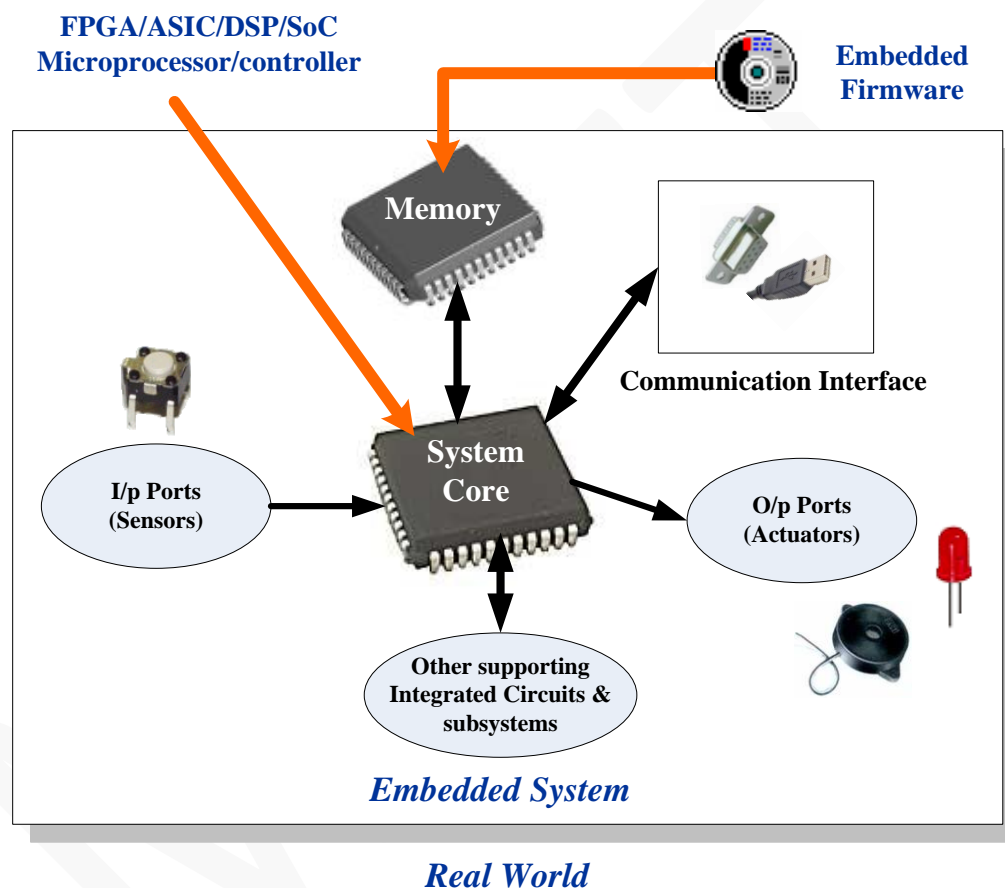 FPGA/ASIC/DSP/SoC
Microprocessor/controller
Embedded
Firmware
Memory
Communication Interface
System
Core
I/p Ports
(Sensors)
O/p Ports
(Actuators)
Other supporting
Integrated Circuits &
subsystems
Embedded System
Real World